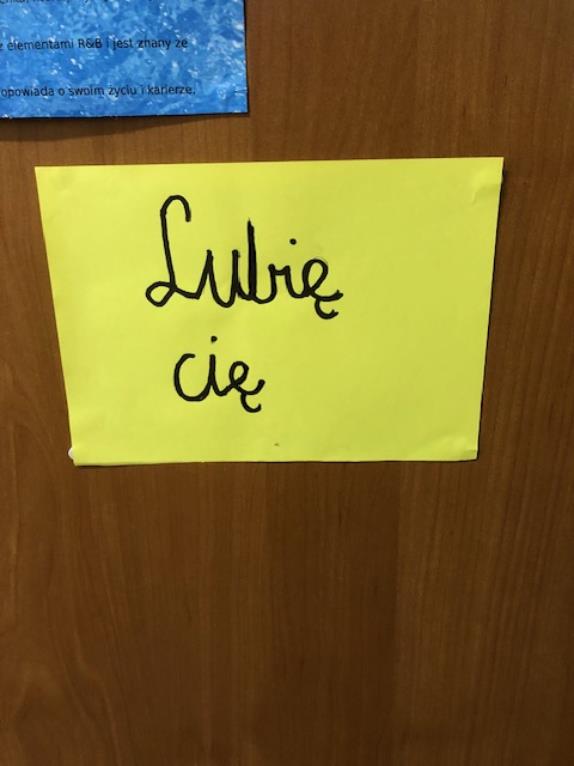 z elementami R&B i jest znany ze
opowiada o swoim życiu i karierze.
Lubię
cię